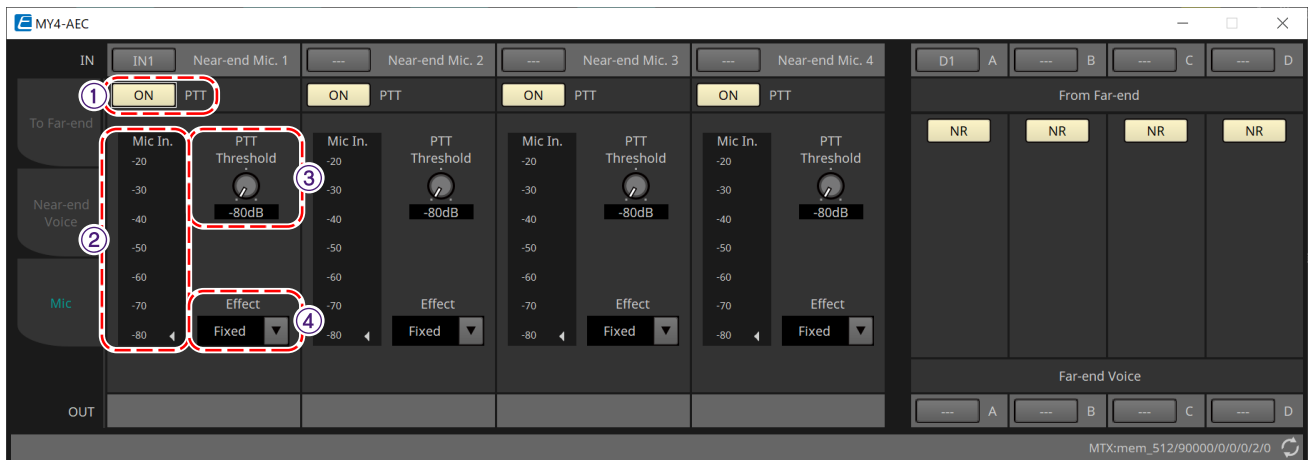 MY4-AEC
IN IN1 Near-end Mic. 1 --- Near-end Mic. 2 --- Near-end Mic. 3 --- Near-end Mic. 4 D1 A --- B --- C --- D
① ON PTT ON PTT ON PTT ON PTT From Far-end
To Far-end
NR NR NR NR
Mic In. PTT Mic In. PTT Mic In. PTT Mic In. PTT
-20 Threshold -20 Threshold -20 Threshold -20 Threshold
③
-30 -30 -30 -30
Near-end
Voice
-40 -80dB -40 -80dB -40 -80dB -40 -80dB
②
-50 -50 -50 -50
-60 -60 -60 -60
Mic -70 Effect -70 Effect -70 Effect -70 Effect
④
-80 Fixed -80 Fixed -80 Fixed -80 Fixed
Far-end Voice
OUT --- A --- B --- C --- D
MTX:mem_512/90000/0/0/0/2/0